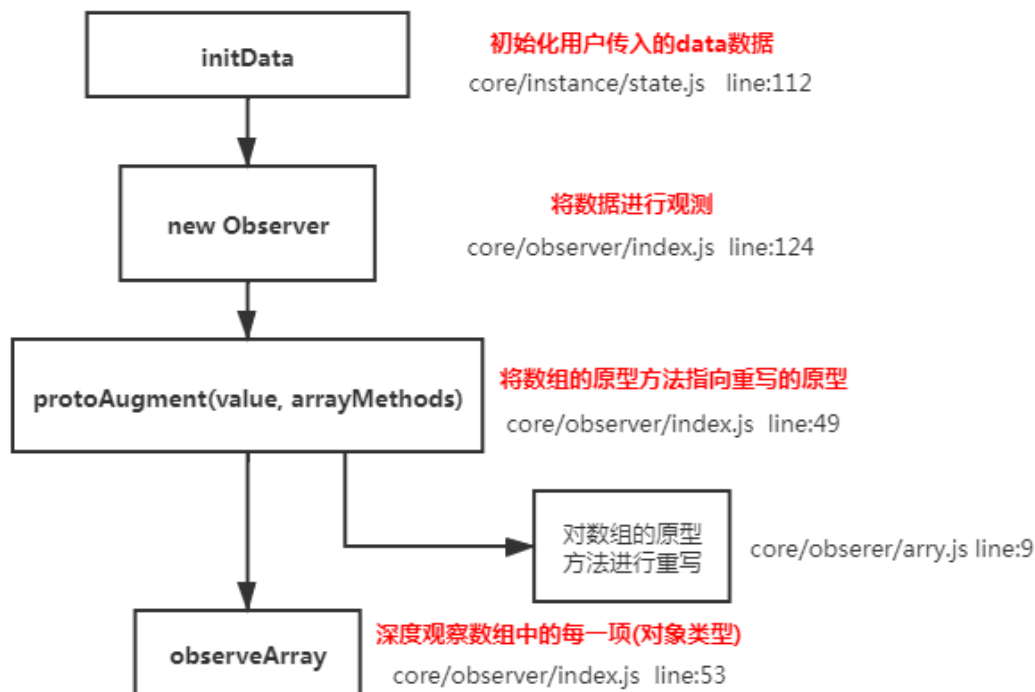 initData
初始化用户传入的data数据
core/instance/state.js line:112
new Observer
将数据进行观测
core/observer/index.js line:124
protoAugment(value, arrayMethods)
将数组的原型方法指向重写的原型
core/observer/index.js line:49
对数组的原型
方法进行重写
core/obserer/arry.js line:9
observeArray
深度观察数组中的每一项(对象类型)
core/observer/index.js line:53